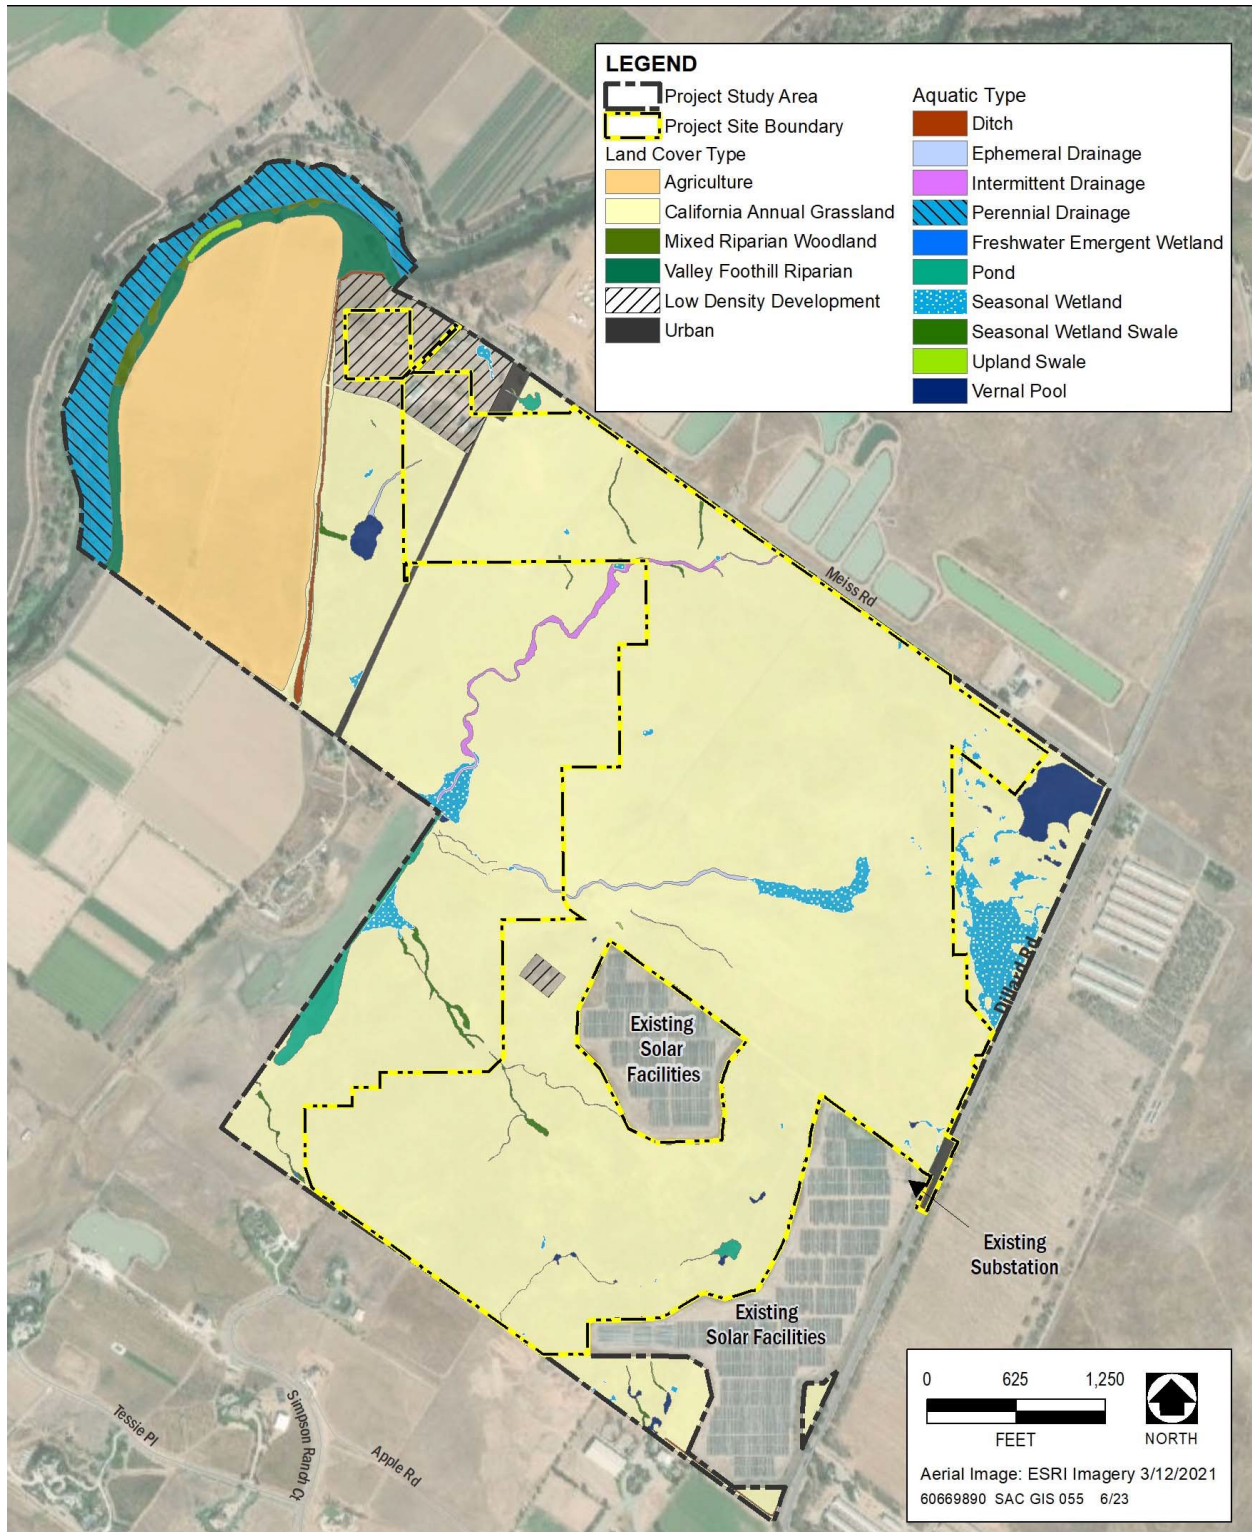 LEGEND
Project Study Area
Project Site Boundary
Land Cover Type
Agriculture
California Annual Grassland
Mixed Riparian Woodland
Valley Foothill Riparian
Low Density Development
Urban
Aquatic Type
Ditch
Ephemeral Drainage
Intermittent Drainage
Perennial Drainage
Freshwater Emergent Wetland
Pond
Seasonal Wetland
Seasonal Wetland Swale
Upland Swale
Vernal Pool
Meiss Rd
Dillard Rd
Existing
Solar
Facilities
Existing
Substation
Existing
Solar Facilities
Simpson Ranch Ct
Tessie Pl
Apple Rd
0 625 1,250
FEET
NORTH
Aerial Image: ESRI Imagery 3/12/2021
60669890 SAC GIS 055 6/23